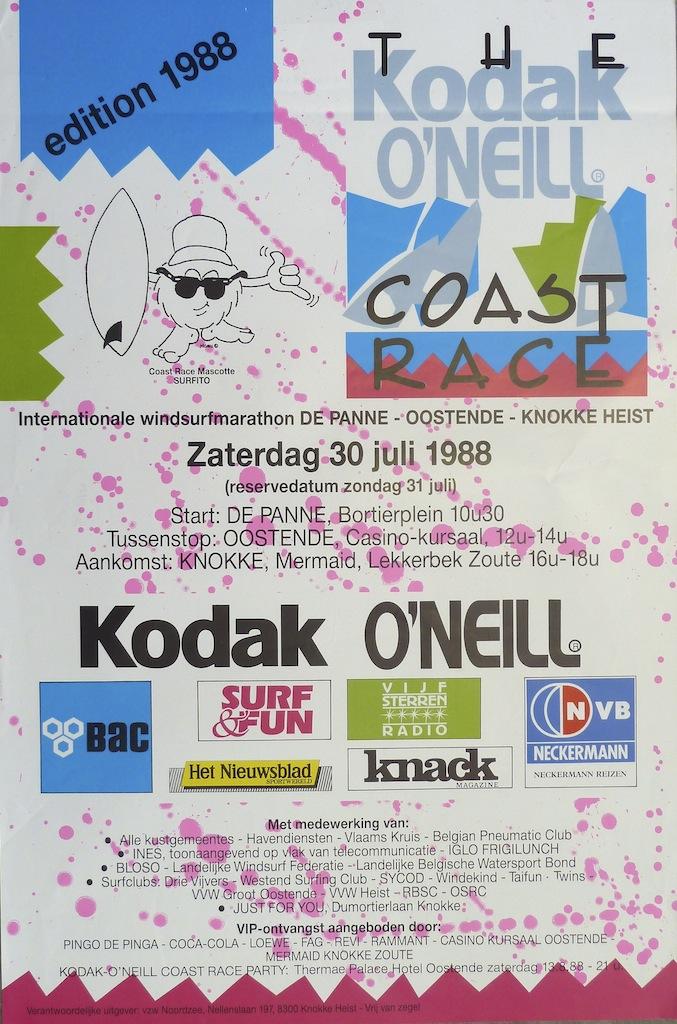 edition 1988
THE
Kodak
O'NEILL®
COAST
RACE
Coast Race Mascotte
SURFITO
Internationale windsurfmarathon DE PANNE - OOSTENDE - KNOKKE HEIST
Zaterdag 30 juli 1988
(reservedatum zondag 31 juli)
Start: DE PANNE, Bortierplein 10u30
Tussenstop: OOSTENDE, Casino-kursaal, 12u-14u
Aankomst: KNOKKE, Mermaid, Lekkerbek Zoute 16u-18u
Kodak O'NEILL®
BAC
SURF
&FUN
VIJF
STERREN
RADIO
NVB
NECKERMANN
NECKERMANN REIZEN
Het Nieuwsblad
SPORTWERELD
knack
MAGAZINE
Met medewerking van:
• Alle kustgemeentes - Havendiensten - Vlaams Kruis - Belgian Pneumatic Club
• INES, toonaangevend op vlak van telecommunicatie - IGLO FRIGILUNCH
• BLOSO - Landelijke Windsurf Federatie - Landelijke Belgische Watersport Bond
• Surfclubs: Drie Vijvers - Westend Surfing Club - SYCOD - Windekind - Taifun - Twins -
VVW Groot Oostende - VVW Heist - RBSC - OSRC
• JUST FOR YOU, Dumortierlaan Knokke
VIP-ontvangst aangeboden door:
PINGO DE PINGA - COCA-COLA - LOEWE - FAG - REVI - RAMMANT - CASINO KURSAAL OOSTENDE -
MERMAID KNOKKE ZOUTE
KODAK-O'NEILL COAST RACE PARTY: Thermae Palace Hotel Oostende zaterdag 13.8.88 - 21 u.
Verantwoordelijke uitgever: vzw Noordzee, Nellenslaan 197, 8300 Knokke Heist - Vrij van zegel